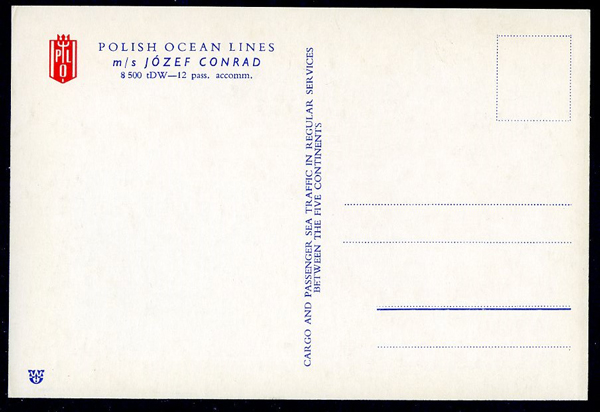 PLO
POLISH OCEAN LINES
m/s JÓZEF CONRAD
8 500 tDW—12 pass. accomm.
CARGO AND PASSENGER SEA TRAFFIC IN REGULAR SERVICES
BETWEEN THE FIVE CONTINENTS